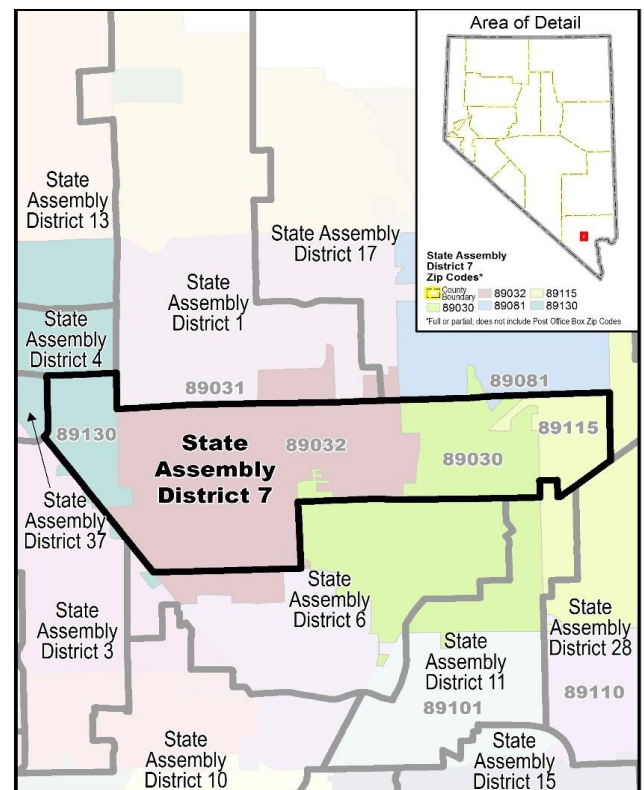 Area of Detail
State Assembly
District 7
Zip Codes*
County
Boundary
89030
89032
89081
89115
89130
*Full or partial, does not include Post Office Box Zip Codes
State
Assembly
District 13
State Assembly
District 17
State
Assembly
District 1
State
Assembly
District 4
89031
89081
89130
89032
89115
89030
State
Assembly
District 7
State
Assembly
District 37
State
Assembly
District 3
State
Assembly
District 6
State
Assembly
District 11
State
Assembly
District 28
89101
89110
State
Assembly
District 10
State
Assembly
District 15